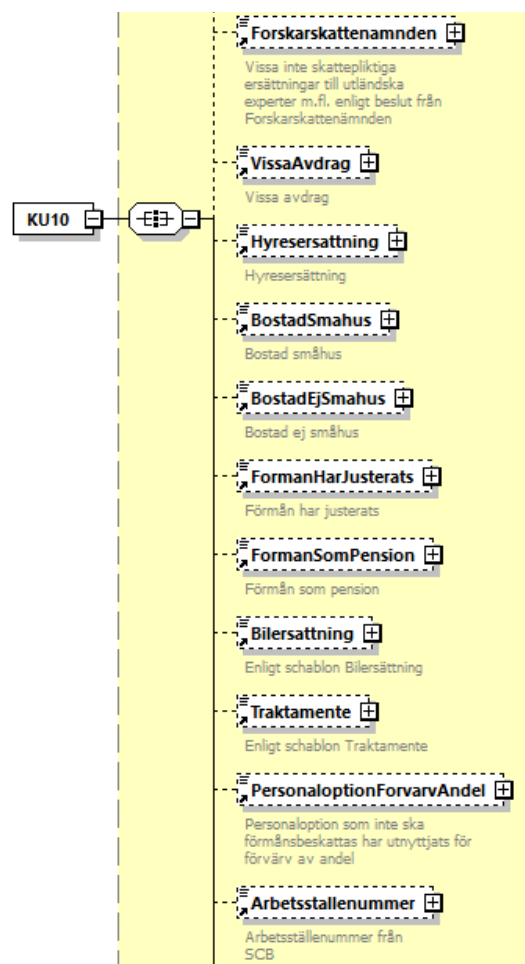 Forskarskattenamnden
Vissa inte skattepliktiga
ersättningar till utländska
experter m.fl. enligt beslut från
Forskarskattenämnden
VissaAvdrag
Vissa avdrag
KU10
Hyresersattning
Hyresersättning
BostadSmahus
Bostad småhus
BostadEjSmahus
Bostad ej småhus
FormanHarJusterats
Förmån har justerats
FormanSomPension
Förmån som pension
Bilersattning
Enligt schablon Bilersättning
Traktamente
Enligt schablon Traktamente
PersonaloptionForvarvAndel
Personaloption som inte ska
förmånsbeskattas har utnyttjats för
förvärv av andel
Arbetsstallenummer
Arbetsställenummer från
SCB